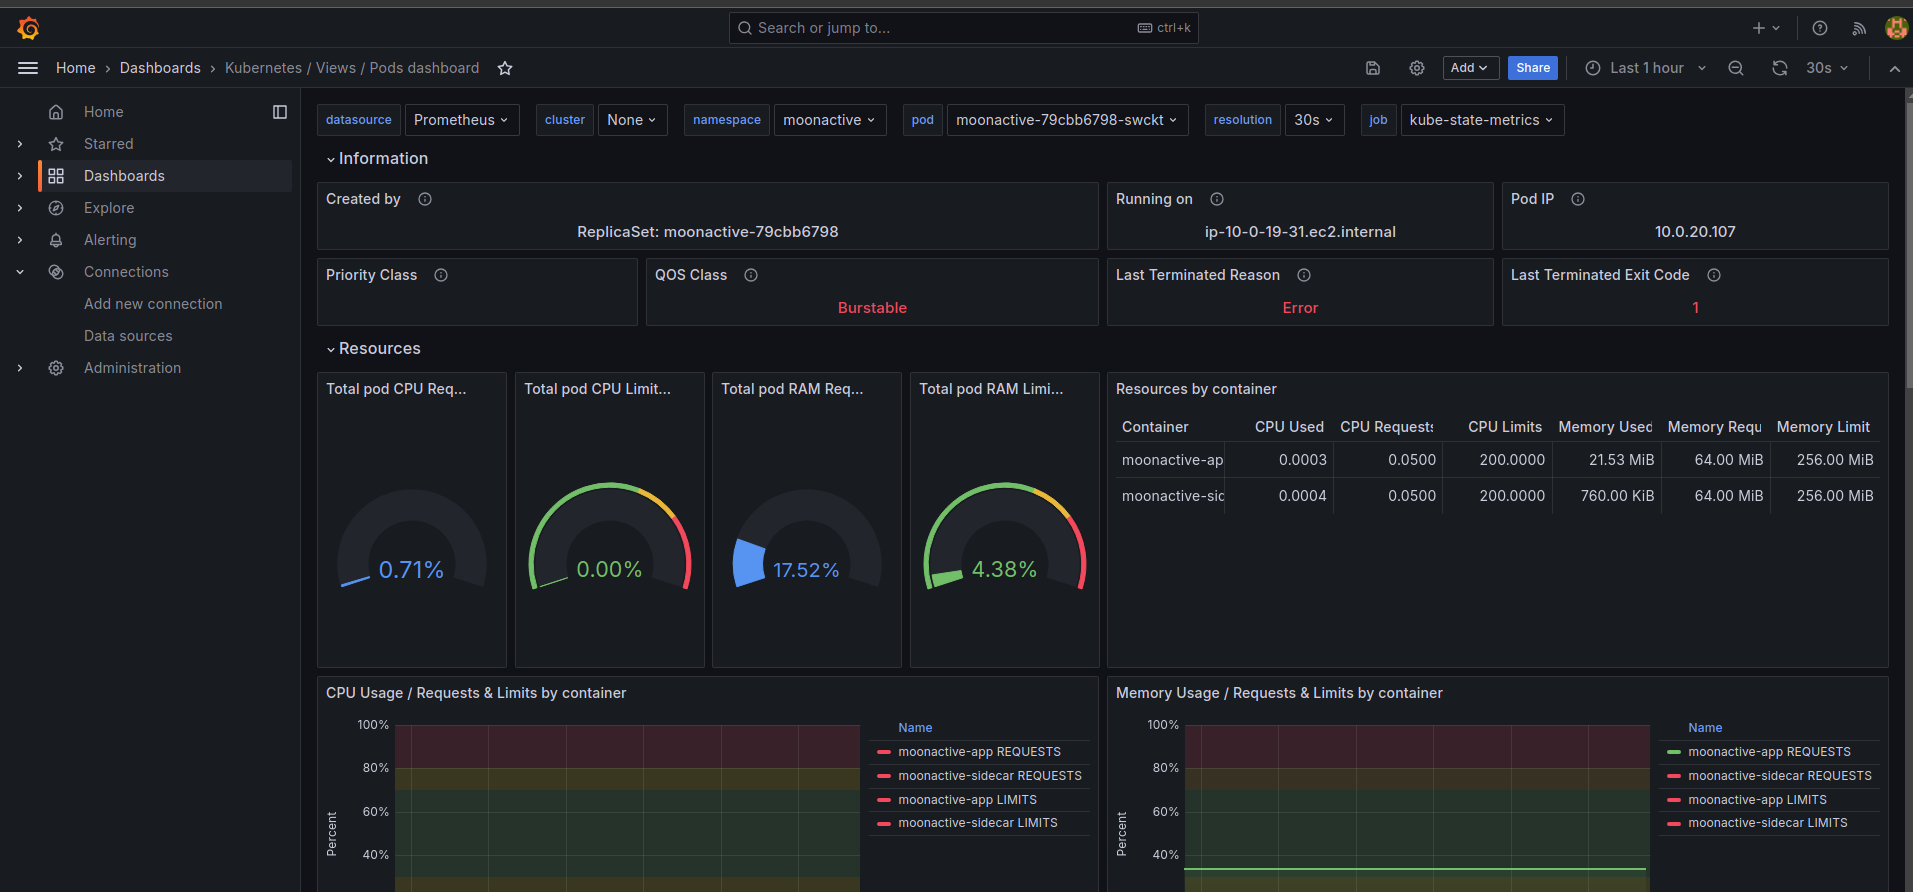 Search or jump to...
ctrl+k
Home › Dashboards › Kubernetes / Views / Pods dashboard
Add
Share
Last 1 hour
30s
Home
Starred
Dashboards
Explore
Alerting
Connections
Add new connection
Data sources
Administration
datasource Prometheus cluster None namespace moonactive pod moonactive-79cbb6798-swckt resolution 30s job kube-state-metrics
Information
Created by
ReplicaSet: moonactive-79cbb6798
Running on
ip-10-0-19-31.ec2.internal
Pod IP
10.0.20.107
Priority Class
QOS Class
Burstable
Last Terminated Reason
Error
Last Terminated Exit Code
1
Resources
Total pod CPU Req...
0.71%
Total pod CPU Limit...
0.00%
Total pod RAM Req...
17.52%
Total pod RAM Limi...
4.38%
Resources by container
Container CPU Used CPU Requests CPU Limits Memory Used Memory Requ Memory Limit
moonactive-ap 0.0003 0.0500 200.0000 21.53 MiB 64.00 MiB 256.00 MiB
moonactive-sid 0.0004 0.0500 200.0000 760.00 KiB 64.00 MiB 256.00 MiB
CPU Usage / Requests & Limits by container
100%
80%
60%
40%
Percent
Name
moonactive-app REQUESTS
moonactive-sidecar REQUESTS
moonactive-app LIMITS
moonactive-sidecar LIMITS
Memory Usage / Requests & Limits by container
100%
80%
60%
40%
Percent
Name
moonactive-app REQUESTS
moonactive-sidecar REQUESTS
moonactive-app LIMITS
moonactive-sidecar LIMITS